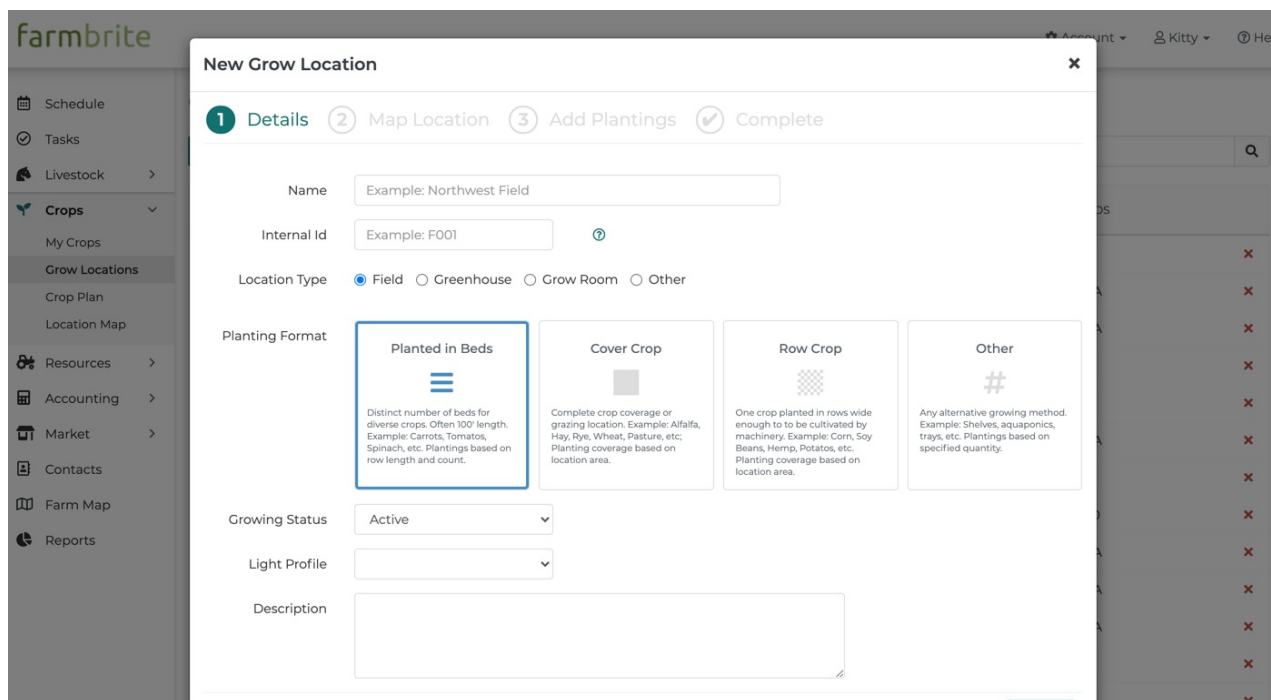 farmbrite
Account
Kitty
He
Schedule
Tasks
Livestock
Crops
My Crops
Grow Locations
Crop Plan
Location Map
Resources
Accounting
Market
Contacts
Farm Map
Reports
New Grow Location
1 Details 2 Map Location 3 Add Plantings Complete
Name
Example: Northwest Field
Internal Id
Example: F001
Location Type
Field Greenhouse Grow Room Other
Planting Format
Planted in Beds
Distinct number of beds for
diverse crops. Often 100' length.
Example: Carrots, Tomatos,
Spinach, etc. Plantings based on
row length and count.
Cover Crop
Complete crop coverage or
grazing location. Example: Alfalfa,
Hay, Rye, Wheat, Pasture, etc;
Planting coverage based on
location area.
Row Crop
One crop planted in rows wide
enough to to be cultivated by
machinery. Example: Corn, Soy
Beans, Hemp, Potatos, etc.
Planting coverage based on
location area.
Other
#
Any alternative growing method.
Example: Shelves, aquaponics,
trays, etc. Plantings based on
specified quantity.
Growing Status
Active
Light Profile
Description